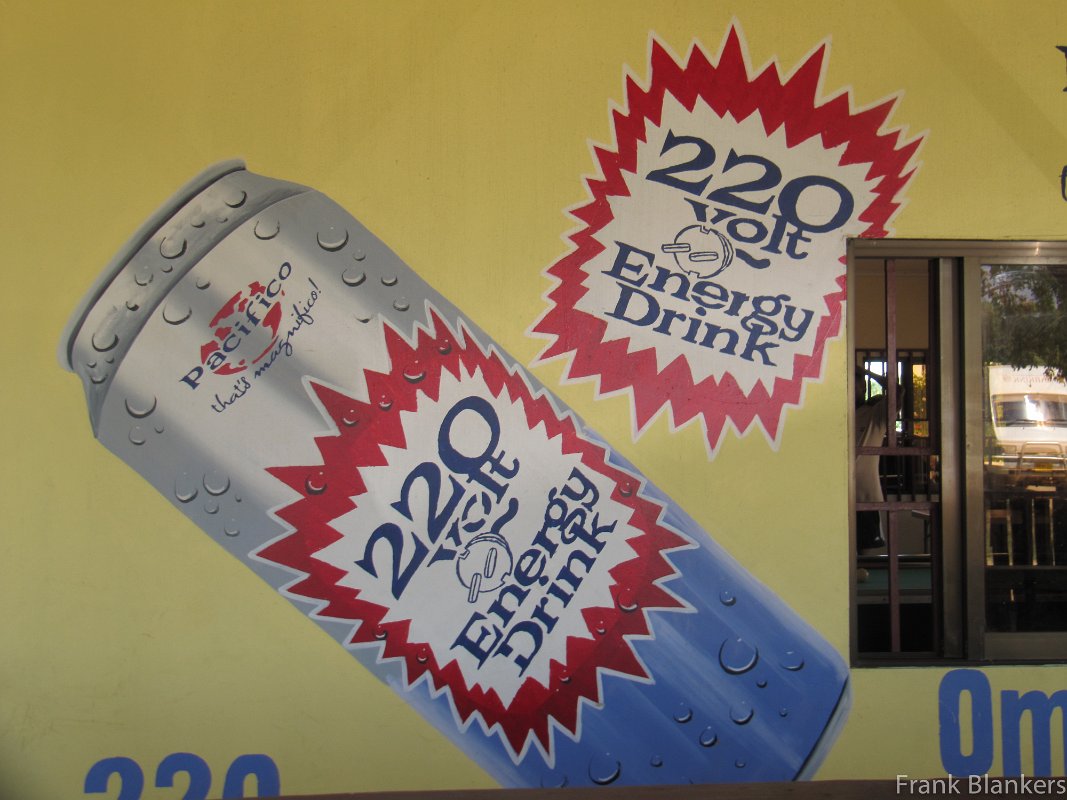 220
Volt
Energy
Drink
Pacifico
that's magnifico!
220
Volt
Energy
Drink
220
Om
Frank Blankers